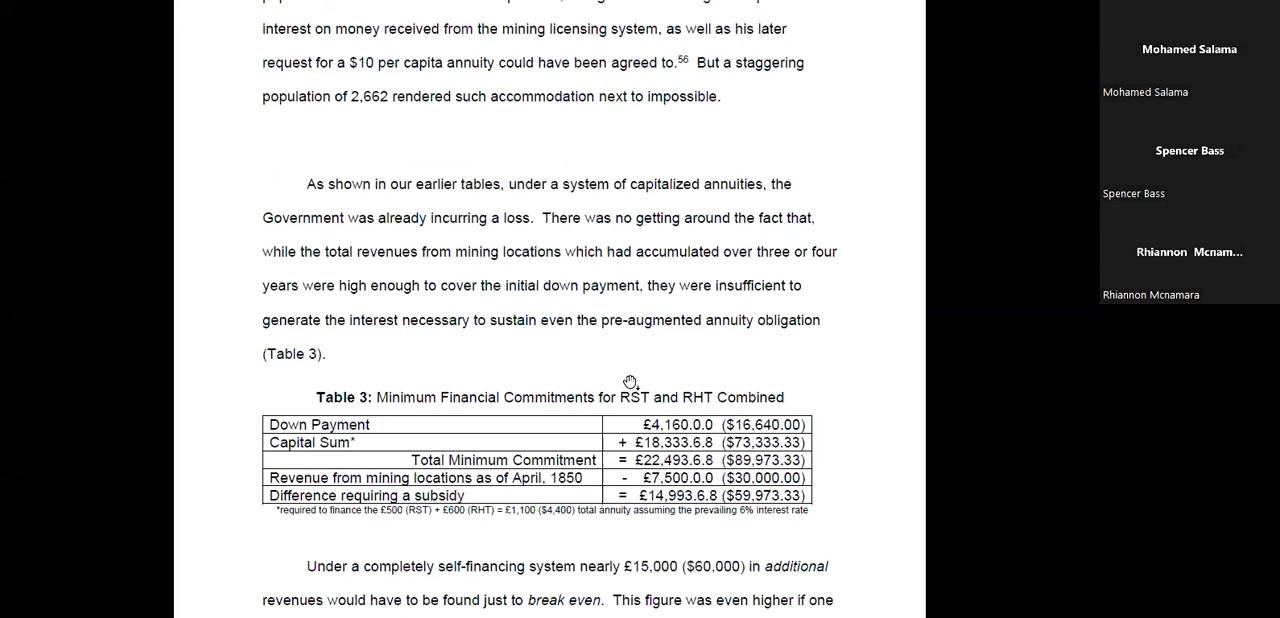 interest on money received from the mining licensing system, as well as his later
request for a $10 per capita annuity could have been agreed to.56 But a staggering
population of 2,662 rendered such accommodation next to impossible.
As shown in our earlier tables, under a system of capitalized annuities, the
Government was already incurring a loss. There was no getting around the fact that,
while the total revenues from mining locations which had accumulated over three or four
years were high enough to cover the initial down payment, they were insufficient to
generate the interest necessary to sustain even the pre-augmented annuity obligation
(Table 3).
Table 3: Minimum Financial Commitments for RST and RHT Combined
Down Payment £4,160.0.0 ($16,640.00)
Capital Sum* + £18,333.6.8 ($73,333.33)
Total Minimum Commitment = £22,493.6.8 ($89,973.33)
Revenue from mining locations as of April, 1850 - £7,500.0.0 ($30,000.00)
Difference requiring a subsidy = £14,993.6.8 ($59,973.33)
*required to finance the £500 (RST) + £600 (RHT) = £1,100 ($4,400) total annuity assuming the prevailing 6% interest rate
Under a completely self-financing system nearly £15,000 ($60,000) in additional
revenues would have to be found just to break even. This figure was even higher if one
Mohamed Salama
Mohamed Salama
Spencer Bass
Spencer Bass
Rhiannon Mcnam...
Rhiannon Mcnamara